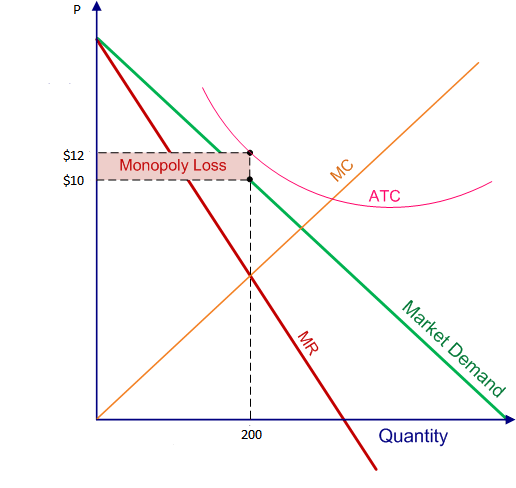 P
$12
Monopoly Loss
$10
MC
ATC
MR
Market Demand
200
Quantity